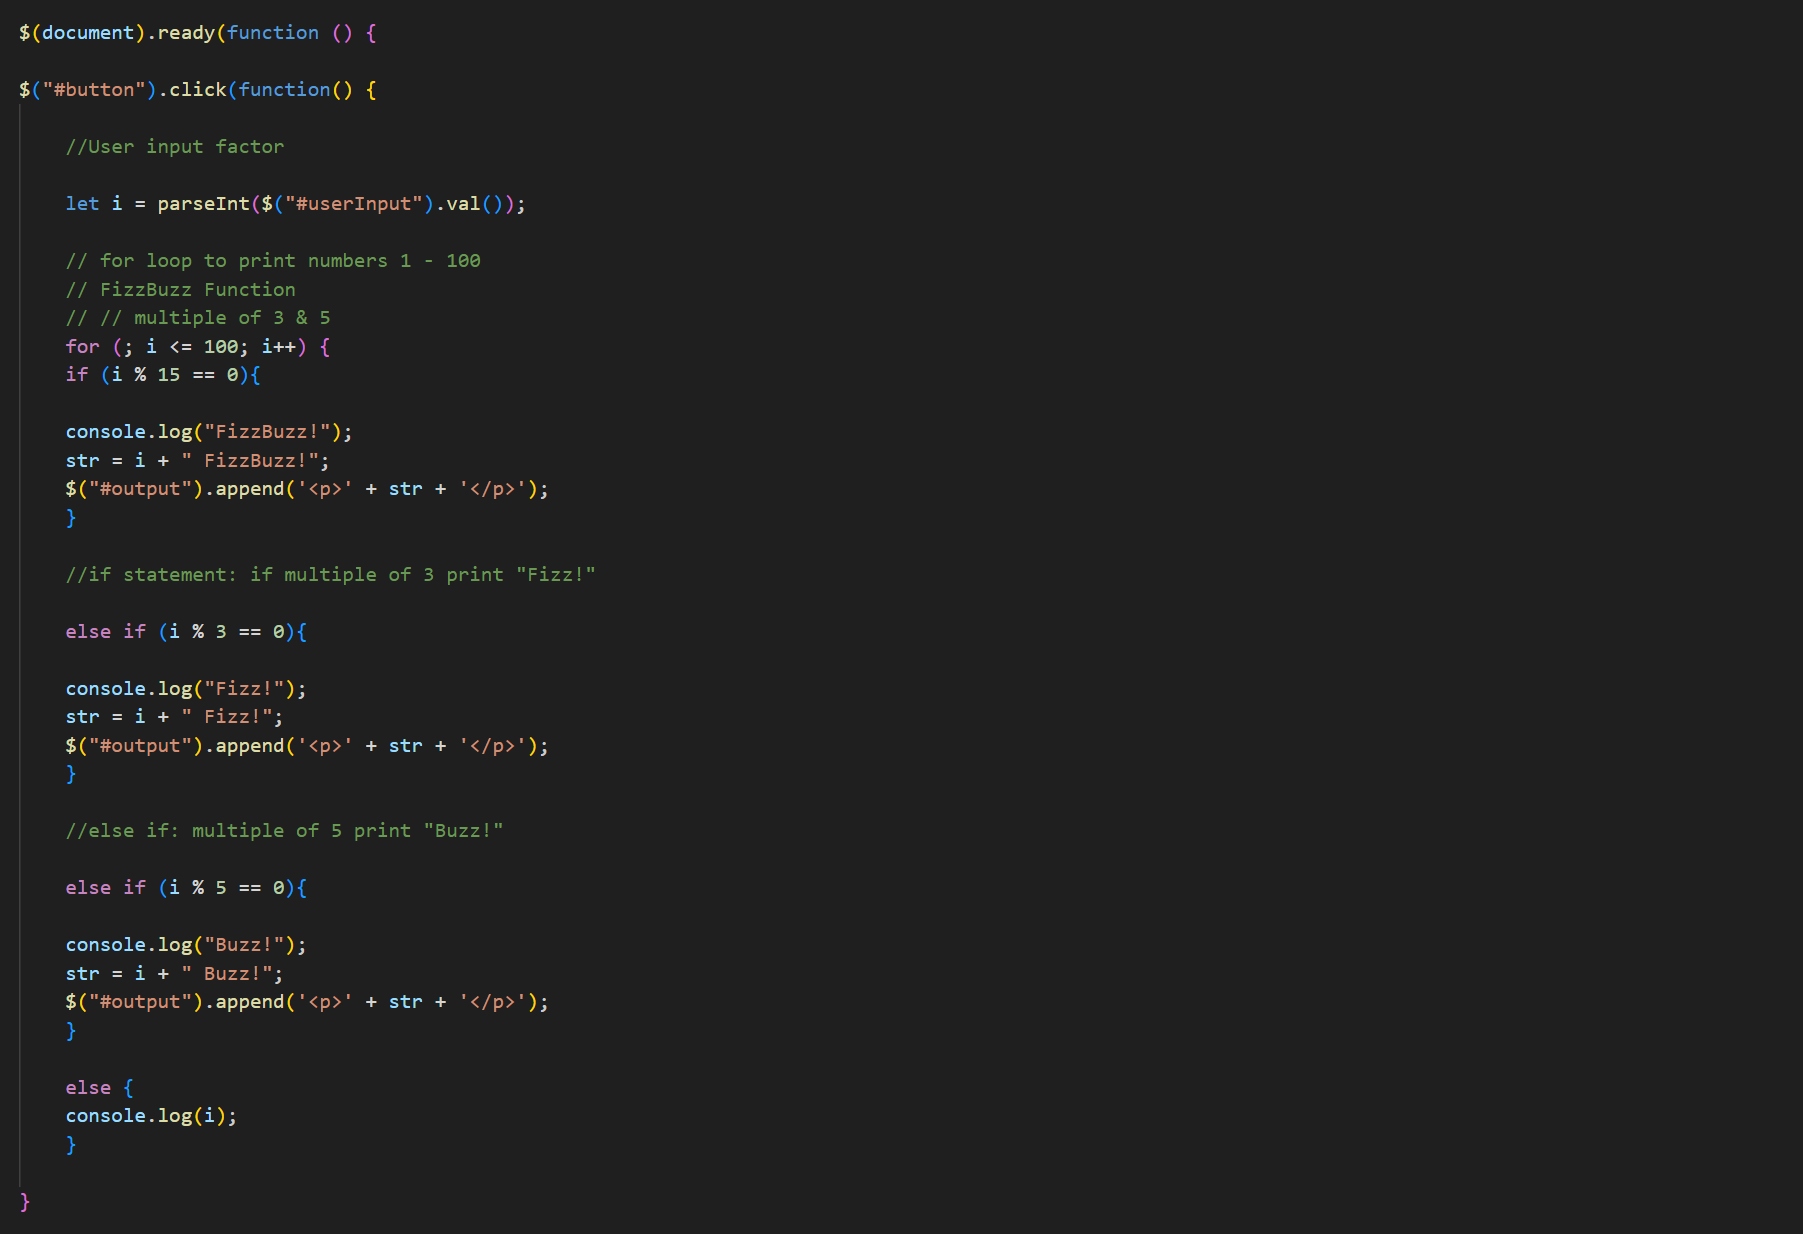 $(document).ready(function () {
$("#button").click(function() {
//User input factor
let i = parseInt($("#userInput").val());
// for loop to print numbers 1 - 100
// FizzBuzz Function
// // multiple of 3 & 5
for (; i <= 100; i++) {
if (i % 15 == 0){
console.log("FizzBuzz!");
str = i + " FizzBuzz!";
$("#output").append('<p>' + str + '</p>');
}
//if statement: if multiple of 3 print "Fizz!"
else if (i % 3 == 0){
console.log("Fizz!");
str = i + " Fizz!";
$("#output").append('<p>' + str + '</p>');
}
//else if: multiple of 5 print "Buzz!"
else if (i % 5 == 0){
console.log("Buzz!");
str = i + " Buzz!";
$("#output").append('<p>' + str + '</p>');
}
else {
console.log(i);
}
}